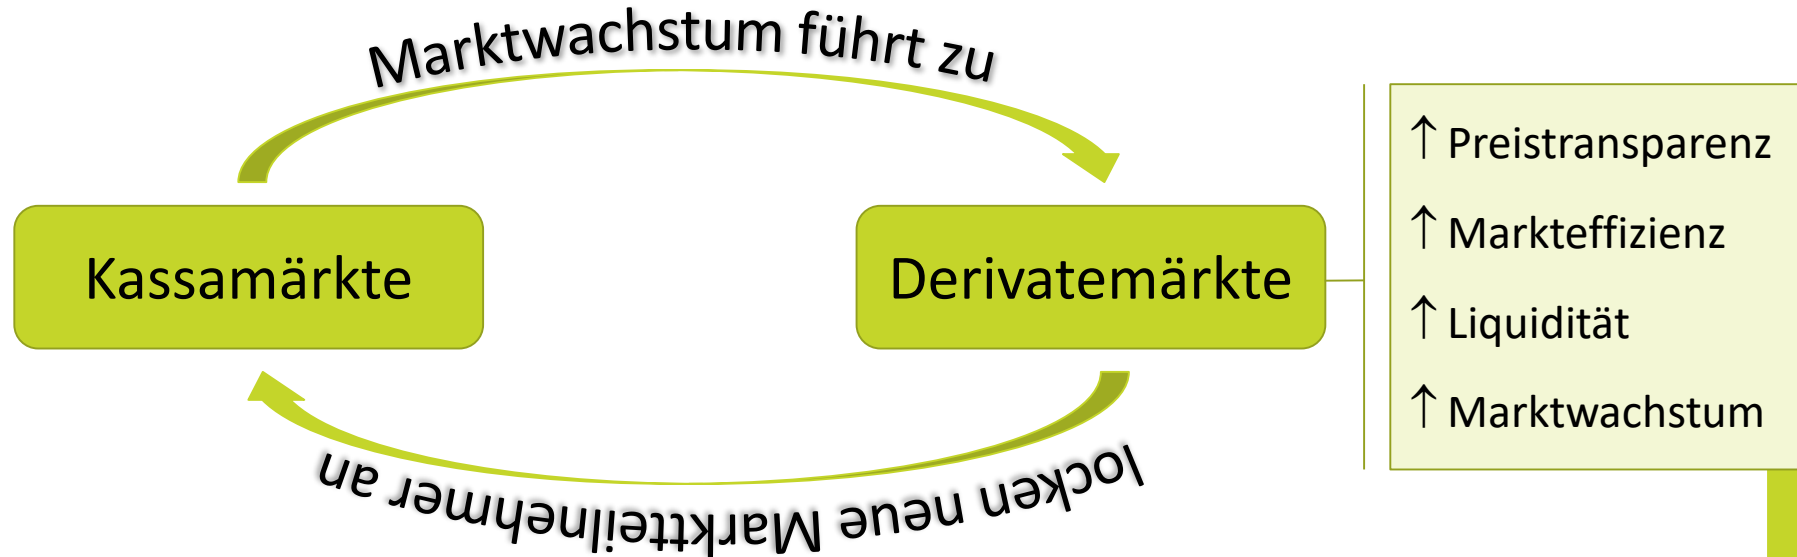 Marktwachstum führt zu
Kassamärkte
Derivatemärkte
↑ Preistransparenz
↑ Markteffizienz
↑ Liquidität
↑ Marktwachstum
locken neue Marktteilnehmer an